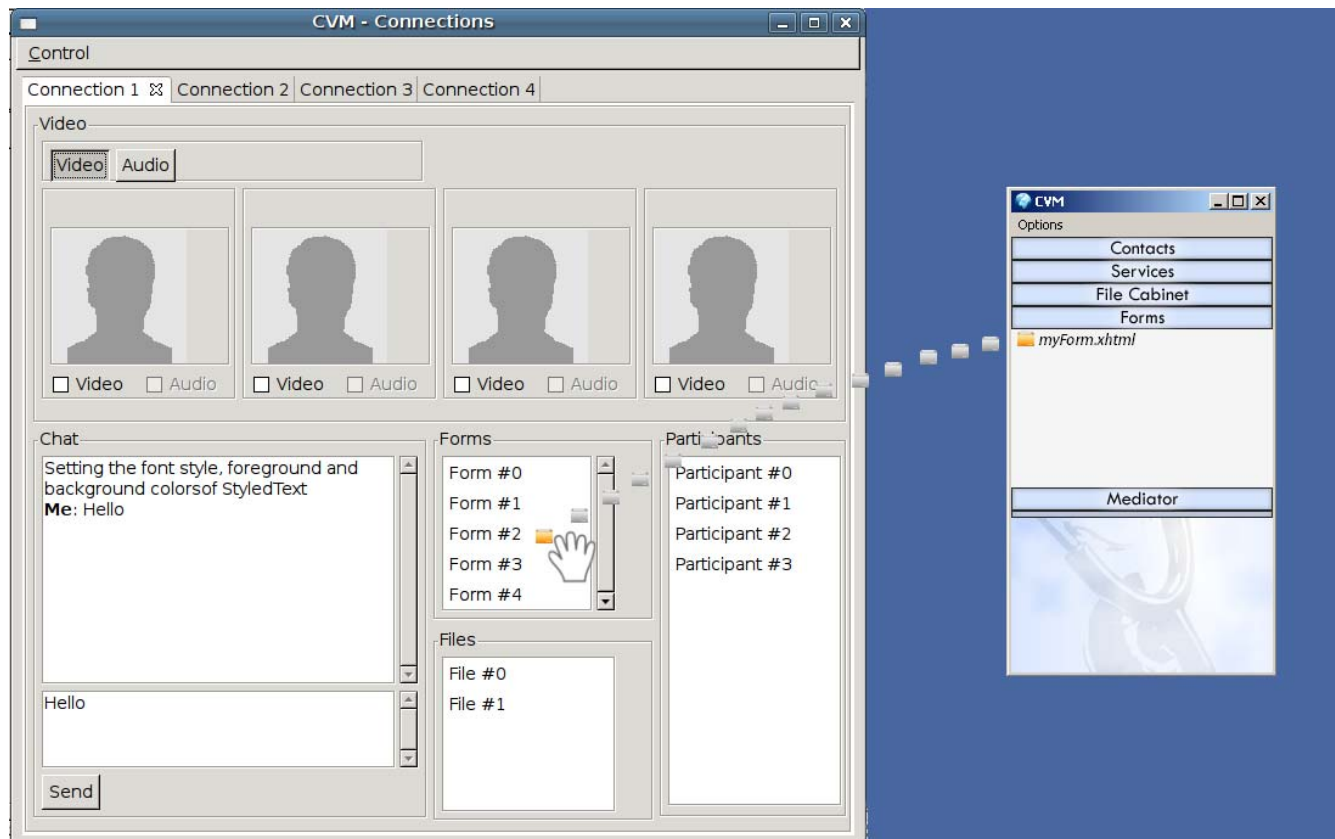 CVM - Connections
Control
Connection 1 Connection 2 Connection 3 Connection 4
Video
Video Audio
Video Audio Video Audio Video Audio Video Audio
Chat
Setting the font style, foreground and
background colorsof StyledText
Me: Hello
Hello
Send
Forms
Form #0
Form #1
Form #2
Form #3
Form #4
Files
File #0
File #1
Participants
Participant #0
Participant #1
Participant #2
Participant #3
CVM
Options
Contacts
Services
File Cabinet
Forms
myForm.xhtml
Mediator